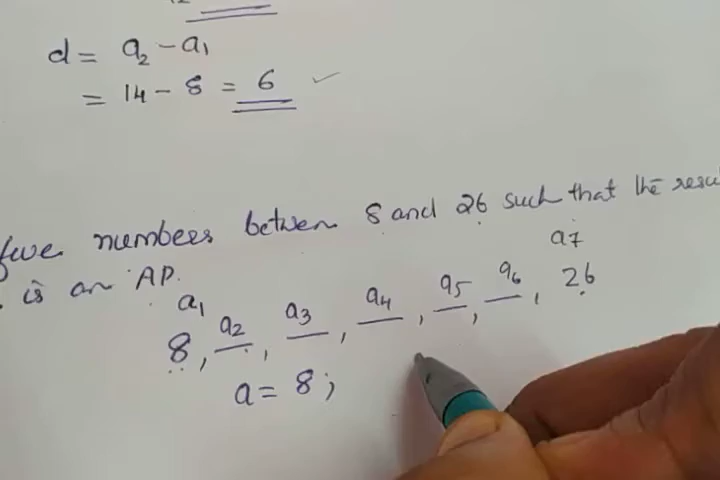 d = a2 - a1
= 14 - 8 = 6 ✓
five numbers betwen 8 and 26 such that the resu
is an AP.
a1 a2 a3 a4 a5 a6 a7
8, __, __, __, __, __, 26
a = 8;